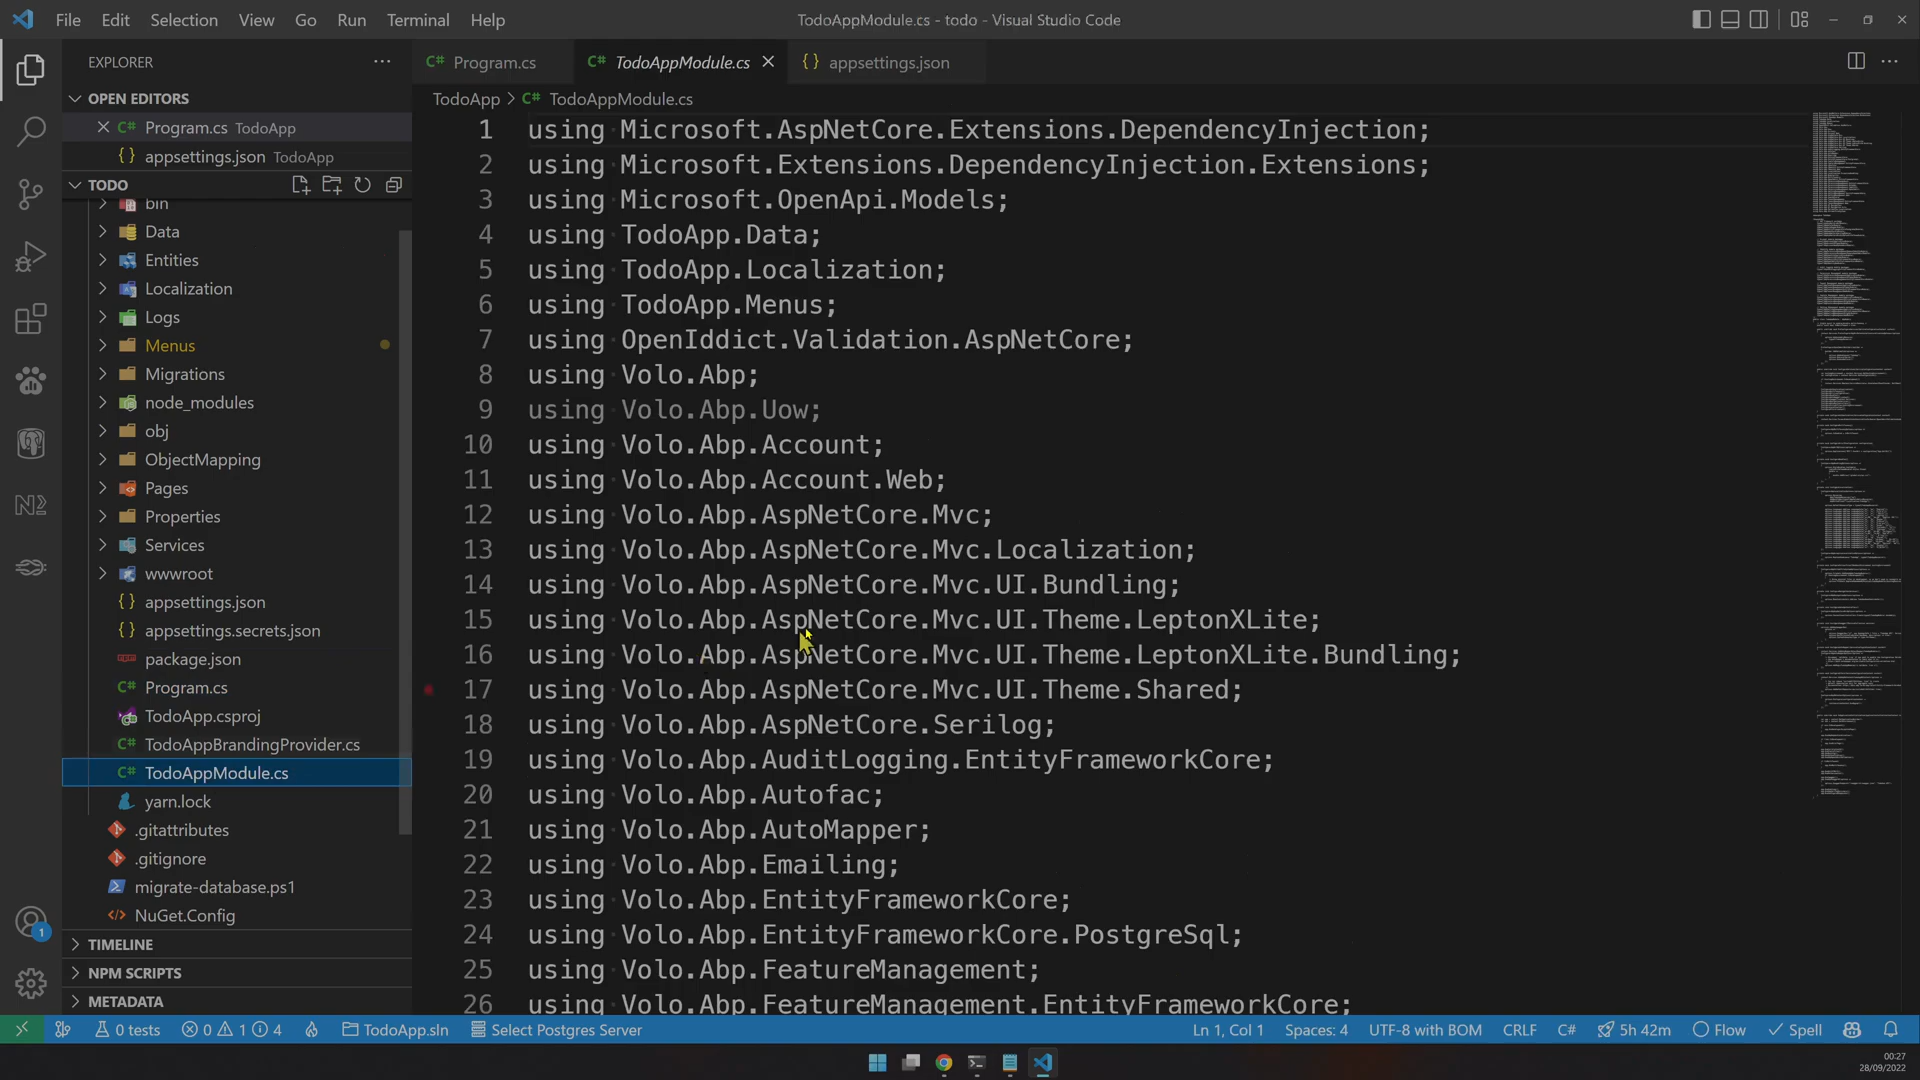 File Edit Selection View Go Run Terminal Help
TodoAppModule.cs - todo - Visual Studio Code
EXPLORER
OPEN EDITORS
Program.cs TodoApp
appsettings.json TodoApp
TODO
bin
Data
Entities
Localization
Logs
Menus
Migrations
node_modules
obj
ObjectMapping
Pages
Properties
Services
wwwroot
appsettings.json
appsettings.secrets.json
package.json
Program.cs
TodoApp.csproj
TodoAppBrandingProvider.cs
TodoAppModule.cs
yarn.lock
.gitattributes
.gitignore
migrate-database.ps1
NuGet.Config
TIMELINE
NPM SCRIPTS
METADATA
Program.cs TodoAppModule.cs appsettings.json
TodoApp > TodoAppModule.cs
1 using Microsoft.AspNetCore.Extensions.DependencyInjection;
2 using Microsoft.Extensions.DependencyInjection.Extensions;
3 using Microsoft.OpenApi.Models;
4 using TodoApp.Data;
5 using TodoApp.Localization;
6 using TodoApp.Menus;
7 using OpenIddict.Validation.AspNetCore;
8 using Volo.Abp;
9 using Volo.Abp.Uow;
10 using Volo.Abp.Account;
11 using Volo.Abp.Account.Web;
12 using Volo.Abp.AspNetCore.Mvc;
13 using Volo.Abp.AspNetCore.Mvc.Localization;
14 using Volo.Abp.AspNetCore.Mvc.UI.Bundling;
15 using Volo.Abp.AspNetCore.Mvc.UI.Theme.LeptonXLite;
16 using Volo.Abp.AspNetCore.Mvc.UI.Theme.LeptonXLite.Bundling;
17 using Volo.Abp.AspNetCore.Mvc.UI.Theme.Shared;
18 using Volo.Abp.AspNetCore.Serilog;
19 using Volo.Abp.AuditLogging.EntityFrameworkCore;
20 using Volo.Abp.Autofac;
21 using Volo.Abp.AutoMapper;
22 using Volo.Abp.Emailing;
23 using Volo.Abp.EntityFrameworkCore;
24 using Volo.Abp.EntityFrameworkCore.PostgreSql;
25 using Volo.Abp.FeatureManagement;
26 using Volo.Abp.FeatureManagement.EntityFrameworkCore;
1
0 tests 0 1 4 TodoApp.sln Select Postgres Server
Ln 1, Col 1 Spaces: 4 UTF-8 with BOM CRLF C# 5h 42m Flow Spell
00:27
28/09/2022